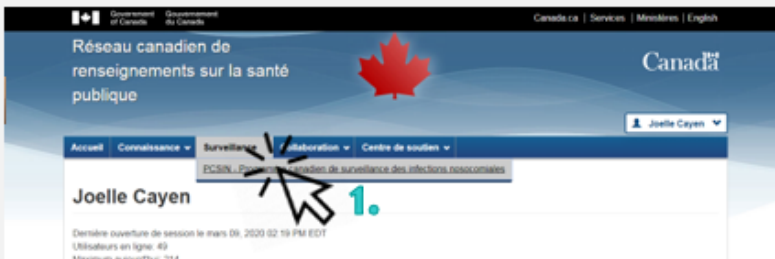 Government of Canada
Gouvernement du Canada
Canada.ca | Services | Ministères | English
Réseau canadien de
renseignements sur la santé
publique
Canada
Joelle Cayen
Accueil Connaissance Surveillance Collaboration Centre de soutien
PCSIN - Programme canadien de surveillance des infections nosocomiales
1.
Joelle Cayen
Dernière ouverture de session le mars 09, 2020 02:19 PM EDT
Utilisateurs en ligne: 49